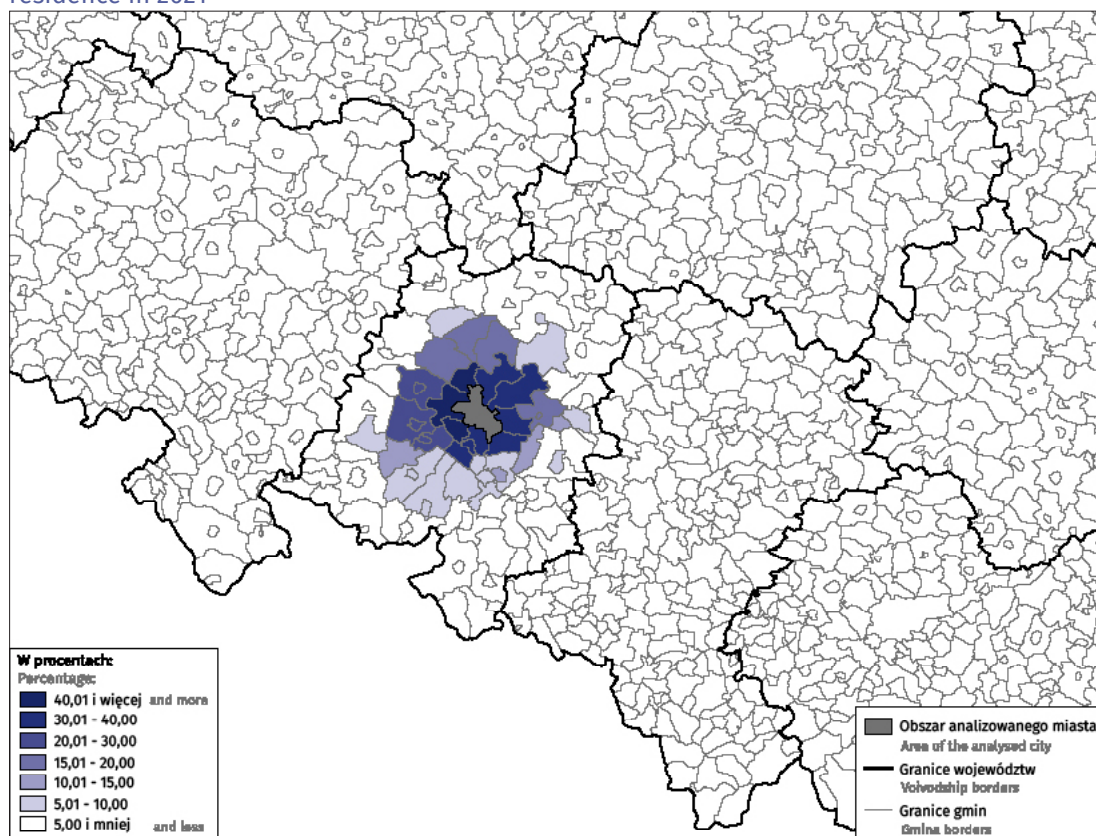 residence in 2021
W procentach:
Percentage:
40,01 i więcej and more
30,01 - 40,00
20,01 - 30,00
15,01 - 20,00
10,01 - 15,00
5,01 - 10,00
5,00 i mniej and less
Obszar analizowanego miasta
Area of the analysed city
Granice województw
Voivodship borders
Granice gmin
Gmina borders